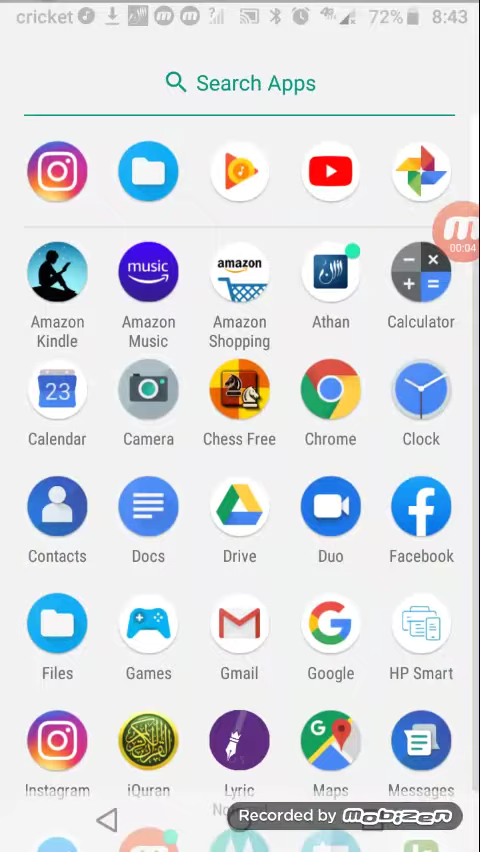 cricket 72% 8:43
Search Apps
00:04
music
amazon
Amazon Kindle
Amazon Music
Amazon Shopping
Athan
Calculator
23
Calendar
Camera
Chess Free
Chrome
Clock
Contacts
Docs
Drive
Duo
Facebook
Files
Games
Gmail
Google
HP Smart
Instagram
iQuran
Lyric
Maps
Messages
Recorded by mobizen